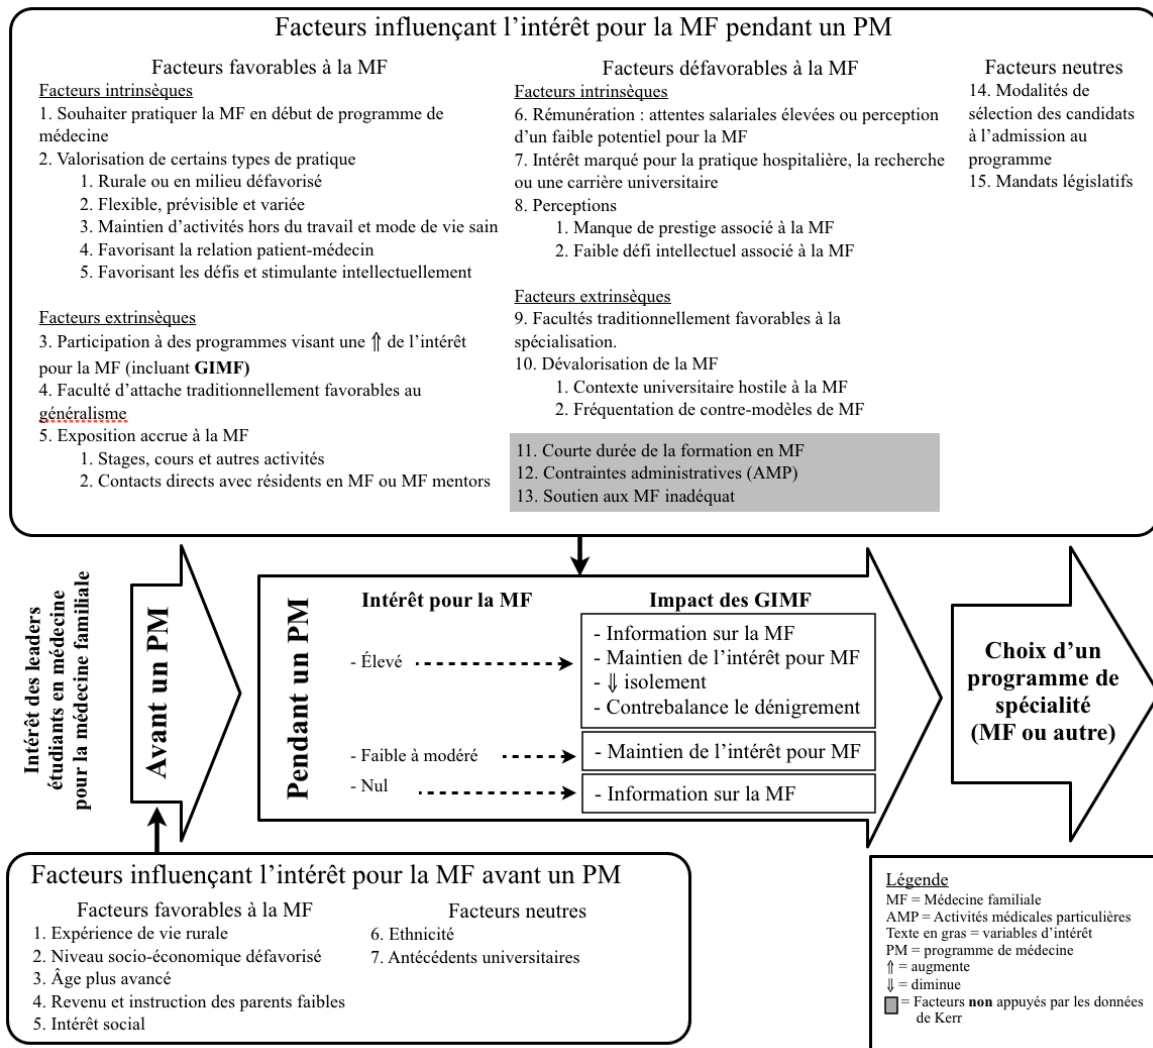 Facteurs influençant l'intérêt pour la MF pendant un PM
Facteurs favorables à la MF
Facteurs intrinsèques
1. Souhaiter pratiquer la MF en début de programme de
médecine
2. Valorisation de certains types de pratique
1. Rurale ou en milieu défavorisé
2. Flexible, prévisible et variée
3. Maintien d'activités hors du travail et mode de vie sain
4. Favorisant la relation patient-médecin
5. Favorisant les défis et stimulante intellectuellement
Facteurs extrinsèques
3. Participation à des programmes visant une ⇑ de l'intérêt
pour la MF (incluant GIMF)
4. Faculté d'attache traditionnellement favorables au
généralisme
5. Exposition accrue à la MF
1. Stages, cours et autres activités
2. Contacts directs avec résidents en MF ou MF mentors
Facteurs défavorables à la MF
Facteurs intrinsèques
6. Rémunération : attentes salariales élevées ou perception
d'un faible potentiel pour la MF
7. Intérêt marqué pour la pratique hospitalière, la recherche
ou une carrière universitaire
8. Perceptions
1. Manque de prestige associé à la MF
2. Faible défi intellectuel associé à la MF
Facteurs extrinsèques
9. Facultés traditionnellement favorables à la
spécialisation.
10. Dévalorisation de la MF
1. Contexte universitaire hostile à la MF
2. Fréquentation de contre-modèles de MF
11. Courte durée de la formation en MF
12. Contraintes administratives (AMP)
13. Soutien aux MF inadéquat
Facteurs neutres
14. Modalités de
sélection des candidats
à l'admission au
programme
15. Mandats législatifs
Intérêt des leaders
étudiants en médecine
pour la médecine familiale
Avant un PM
Pendant un PM
Intérêt pour la MF
- Élevé
- Faible à modéré
- Nul
Impact des GIMF
- Information sur la MF
- Maintien de l'intérêt pour MF
- ⇓ isolement
- Contrebalance le dénigrement
- Maintien de l'intérêt pour MF
- Information sur la MF
Choix d'un
programme de
spécialité
(MF ou autre)
Facteurs influençant l'intérêt pour la MF avant un PM
Facteurs favorables à la MF
1. Expérience de vie rurale
2. Niveau socio-économique défavorisé
3. Âge plus avancé
4. Revenu et instruction des parents faibles
5. Intérêt social
Facteurs neutres
6. Ethnicité
7. Antécédents universitaires
Légende
MF = Médecine familiale
AMP = Activités médicales particulières
Texte en gras = variables d'intérêt
PM = programme de médecine
⇑ = augmente
⇓ = diminue
= Facteurs non appuyés par les données
de Kerr